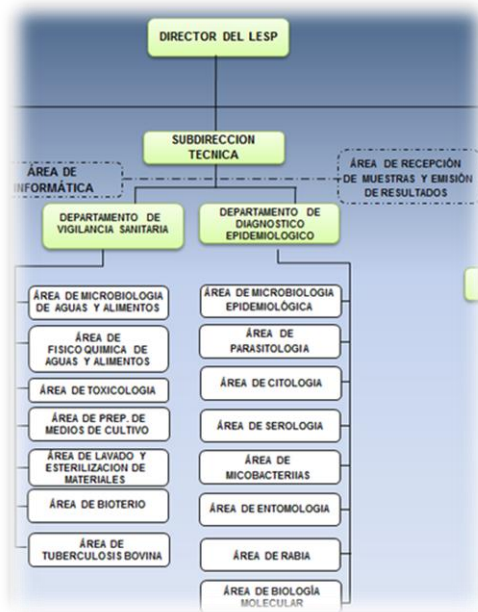 DIRECTOR DEL LESP
SUBDIRECCION
TECNICA
ÁREA DE
INFORMÁTICA
ÁREA DE RECEPCIÓN
DE MUESTRAS Y EMISIÓN
DE RESULTADOS
DEPARTAMENTO DE
VIGILANCIA SANITARIA
DEPARTAMENTO DE
DIAGNOSTICO
EPIDEMIOLOGICO
ÁREA DE MICROBIOLOGIA
DE AGUAS Y ALIMENTOS
ÁREA DE
FISICO QUIMICA DE
AGUAS Y ALIMENTOS
ÁREA DE TOXICOLOGIA
ÁREA DE PREP. DE
MEDIOS DE CULTIVO
ÁREA DE LAVADO Y
ESTERILIZACION DE
MATERIALES
ÁREA DE BIOTERIO
ÁREA DE
TUBERCULOSIS BOVINA
ÁREA DE MICROBIOLOGIA
EPIDEMIOLÓGICA
ÁREA DE
PARASITOLOGIA
ÁREA DE CITOLOGIA
ÁREA DE SEROLOGIA
ÁREA DE
MICOBACTERIIAS
ÁREA DE ENTOMOLOGIA
ÁREA DE RABIA
ÁREA DE BIOLOGÌA
MOLECULAR